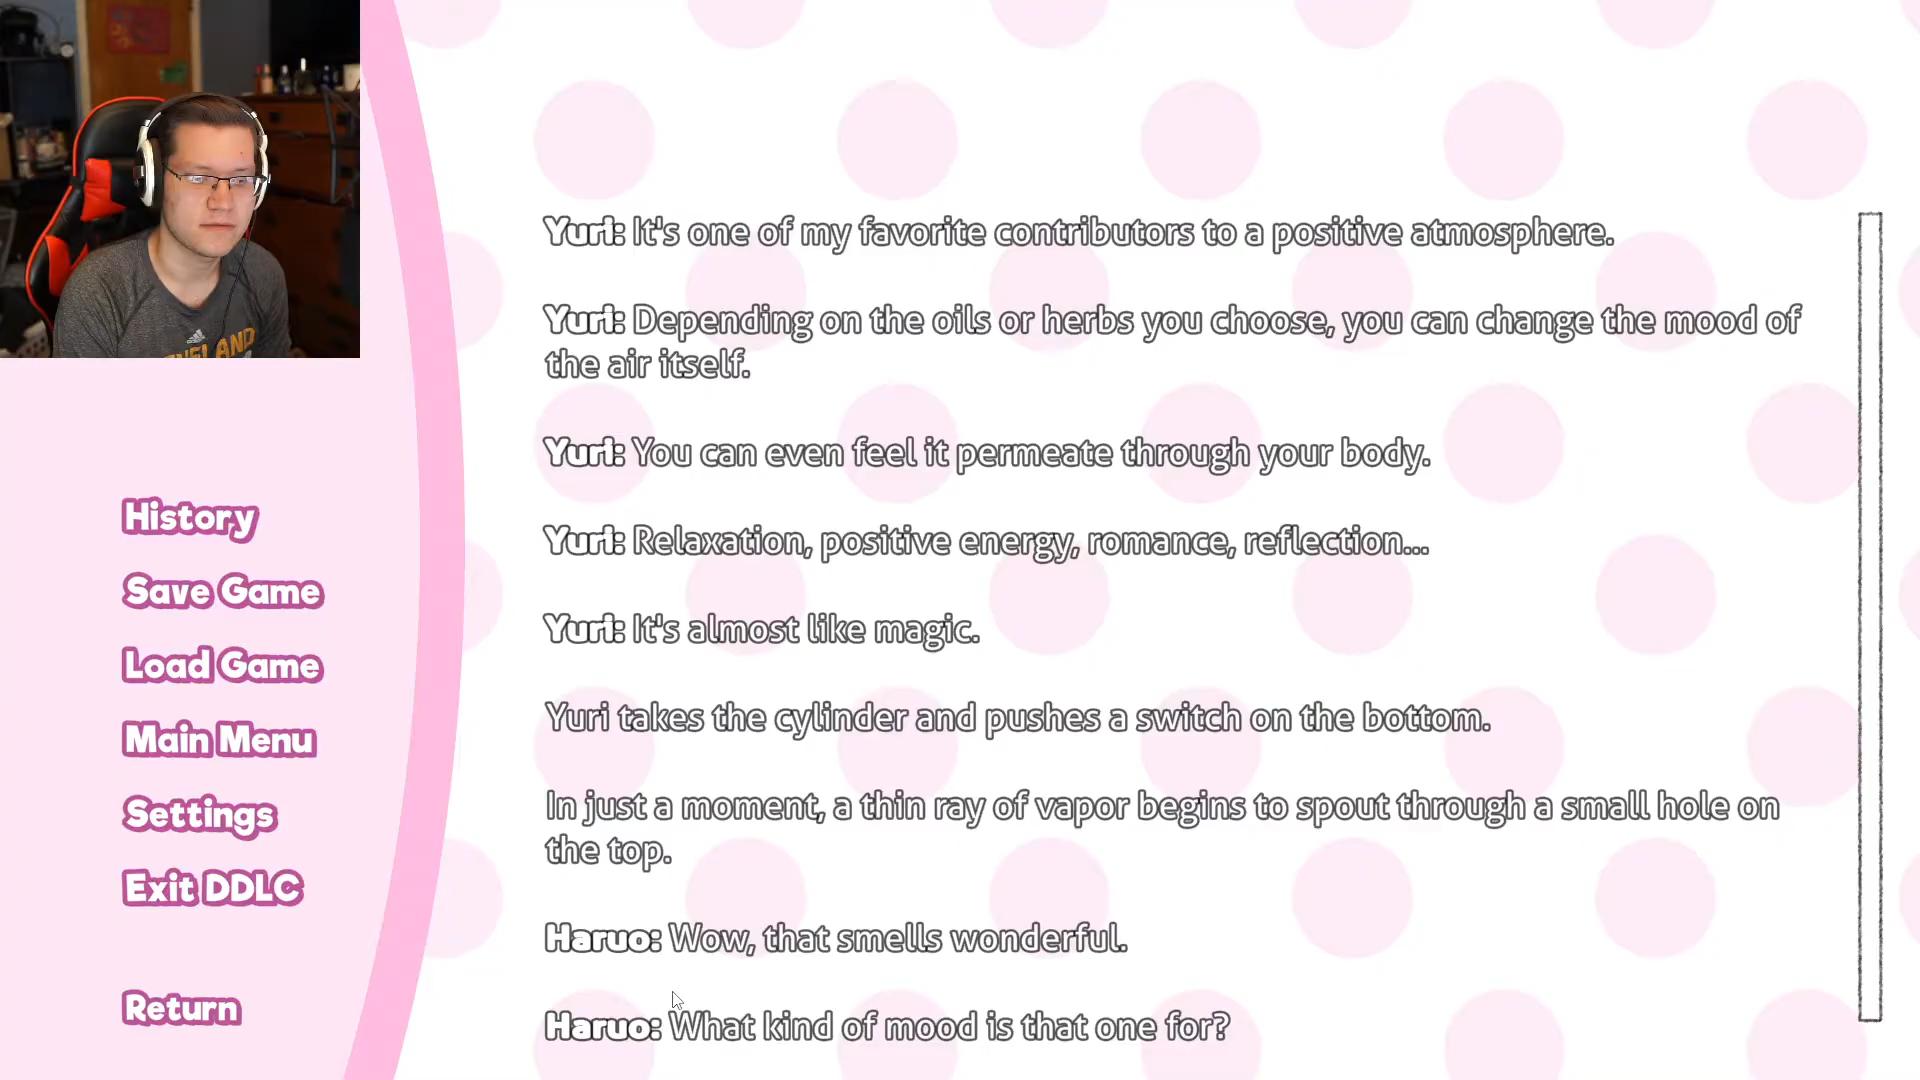 Yuri: It's one of my favorite contributors to a positive atmosphere.
Yuri: Depending on the oils or herbs you choose, you can change the mood of
the air itself.
Yuri: You can even feel it permeate through your body.
Yuri: Relaxation, positive energy, romance, reflection...
Yuri: It's almost like magic.
Yuri takes the cylinder and pushes a switch on the bottom.
In just a moment, a thin ray of vapor begins to spout through a small hole on
the top.
Haruo: Wow, that smells wonderful.
Haruo: What kind of mood is that one for?
History
Save Game
Load Game
Main Menu
Settings
Exit DDLC
Return